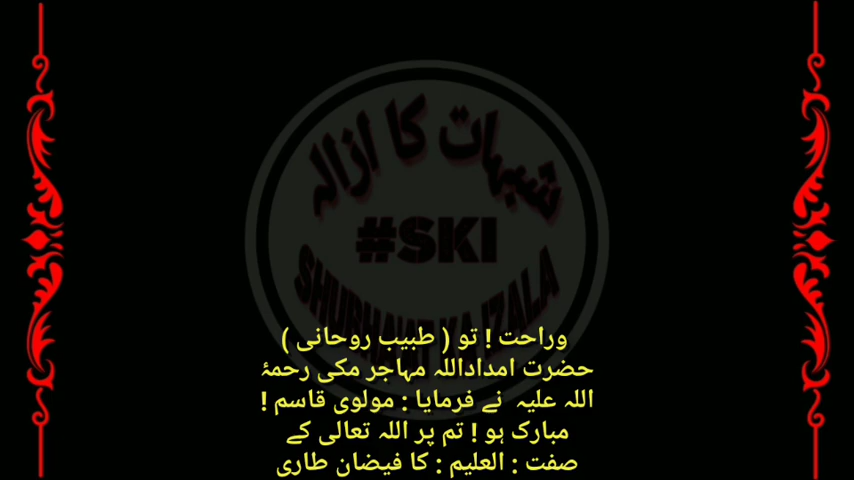 شبہات کا ازالہ
#SKI
SHUBHAAT KA IZALA
وراحت ! تو ( طبیب روحانی )
حضرت امداداللہ مہاجر مکی رحمۂ
اللہ علیہ نے فرمایا : مولوی قاسم !
مبارک ہو ! تم پر اللہ تعالی کے
صفت : العلیم : کا فیضان طاری